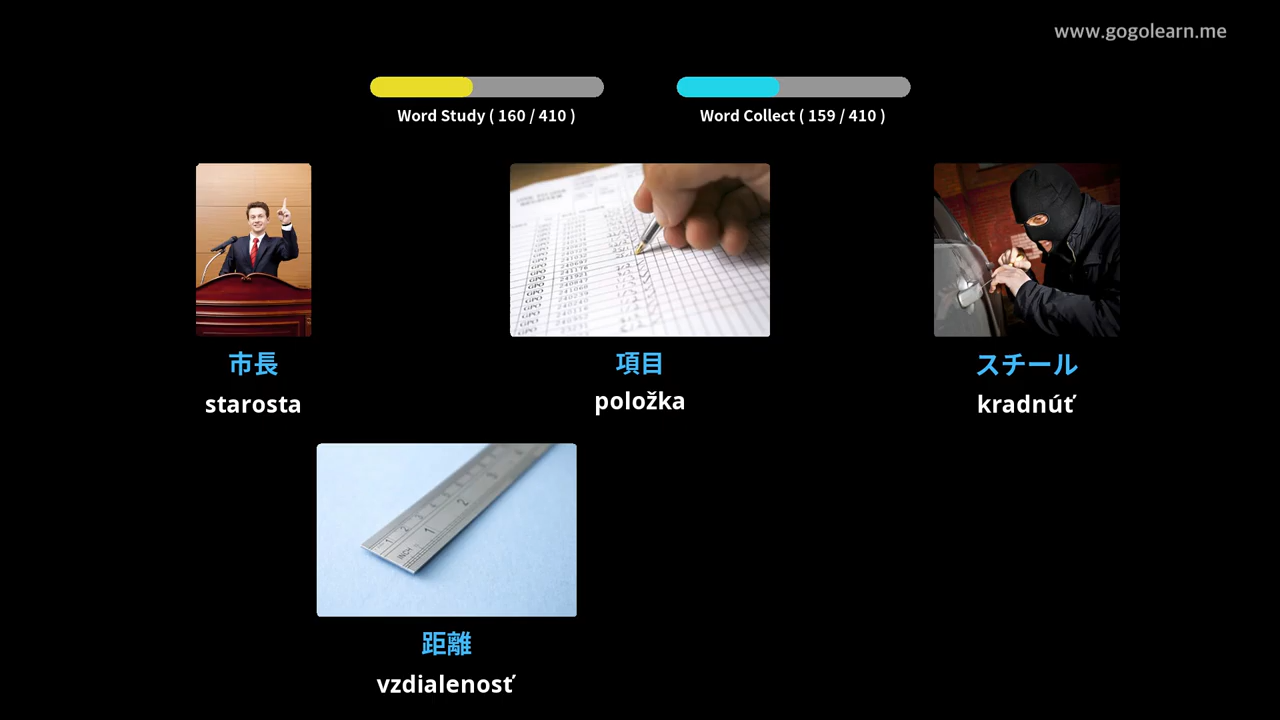 www.gogolearn.me
Word Study ( 160 / 410 )
Word Collect ( 159 / 410 )
市長
starosta
項目
položka
スチール
kradnúť
距離
vzdialenosť